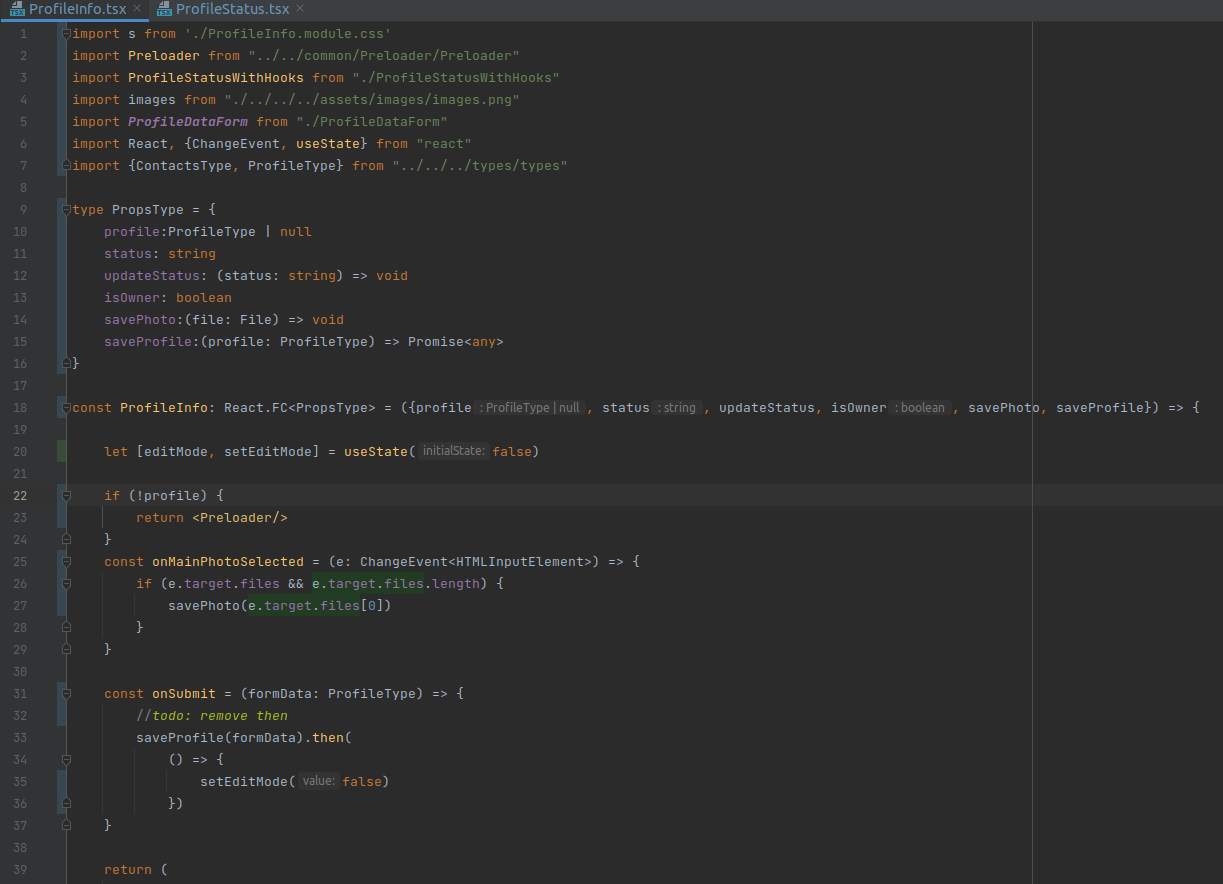 TSX ProfileInfo.tsx × TSX ProfileStatus.tsx ×
1 import s from './ProfileInfo.module.css'
2 import Preloader from "../../common/Preloader/Preloader"
3 import ProfileStatusWithHooks from "./ProfileStatusWithHooks"
4 import images from "./../../../assets/images/images.png"
5 import ProfileDataForm from "./ProfileDataForm"
6 import React, {ChangeEvent, useState} from "react"
7 import {ContactsType, ProfileType} from "../../../types/types"
8
9 type PropsType = {
10     profile:ProfileType | null
11     status: string
12     updateStatus: (status: string) => void
13     isOwner: boolean
14     savePhoto:(file: File) => void
15     saveProfile:(profile: ProfileType) => Promise<any>
16 }
17
18 const ProfileInfo: React.FC<PropsType> = ({profile : ProfileType | null , status : string , updateStatus, isOwner : boolean , savePhoto, saveProfile}) => {
19
20     let [editMode, setEditMode] = useState( initialState: false)
21
22     if (!profile) {
23         return <Preloader/>
24     }
25     const onMainPhotoSelected = (e: ChangeEvent<HTMLInputElement>) => {
26         if (e.target.files && e.target.files.length) {
27             savePhoto(e.target.files[0])
28         }
29     }
30
31     const onSubmit = (formData: ProfileType) => {
32         //todo: remove then
33         saveProfile(formData).then(
34             () => {
35                 setEditMode( value: false)
36             })
37     }
38
39     return (